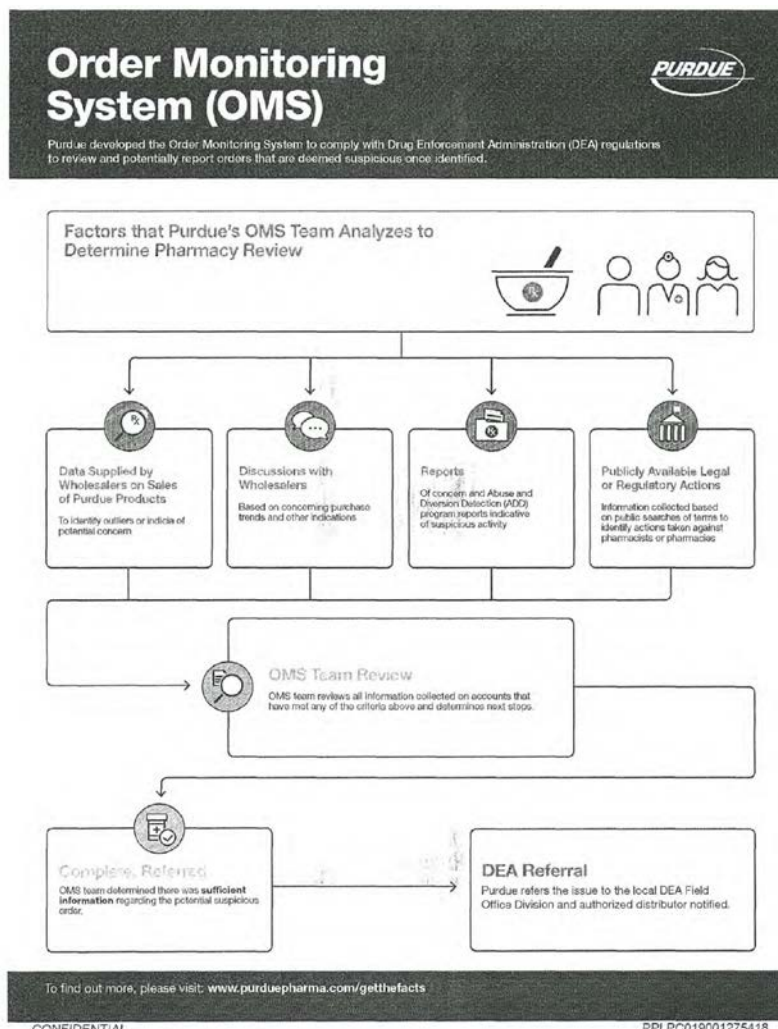 Order Monitoring
System (OMS)
PURDUE
Purdue developed the Order Monitoring System to comply with Drug Enforcement Administration (DEA) regulations
to review and potentially report orders that are deemed suspicious once identified.
Factors that Purdue's OMS Team Analyzes to
Determine Pharmacy Review
Data Supplied by
Wholesalers on Sales
of Purdue Products
To identify outliers or indicia of
potential concern
Discussions with
Wholesalers
Based on concerning purchase
trends and other indications
Reports
Of concern and Abuse and
Diversion Detection (ADD)
program reports indicative
of suspicious activity
Publicly Available Legal
or Regulatory Actions
Information collected based
on public searches of terms to
identify actions taken against
pharmacists or pharmacies
OMS Team Review
OMS team reviews all information collected on accounts that
have met any of the criteria above and determines next steps.
Complete, Referred
OMS team determined there was sufficient
information regarding the potential suspicious
order.
DEA Referral
Purdue refers the issue to the local DEA Field
Office Division and authorized distributor notified.
To find out more, please visit: www.purduepharma.com/getthefacts
CONFIDENTIAL
PPLPC019001275418